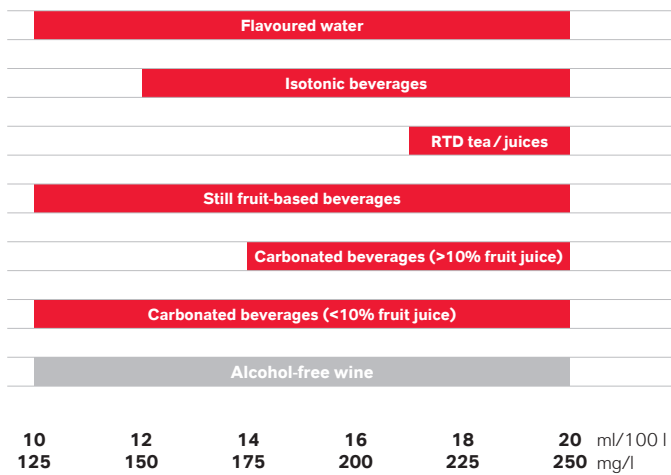 Flavoured water
Isotonic beverages
RTD tea/juices
Still fruit-based beverages
Carbonated beverages (>10% fruit juice)
Carbonated beverages (<10% fruit juice)
Alcohol-free wine
10 12 14 16 18 20 ml/100 l
125 150 175 200 225 250 mg/l